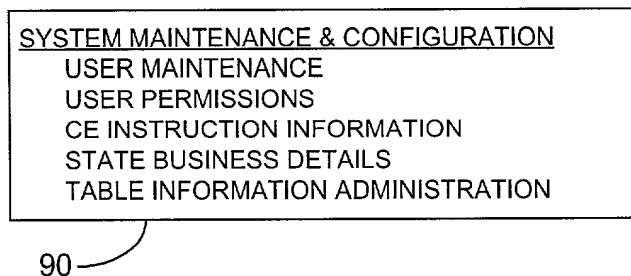 SYSTEM MAINTENANCE & CONFIGURATION
USER MAINTENANCE
USER PERMISSIONS
CE INSTRUCTION INFORMATION
STATE BUSINESS DETAILS
TABLE INFORMATION ADMINISTRATION
90